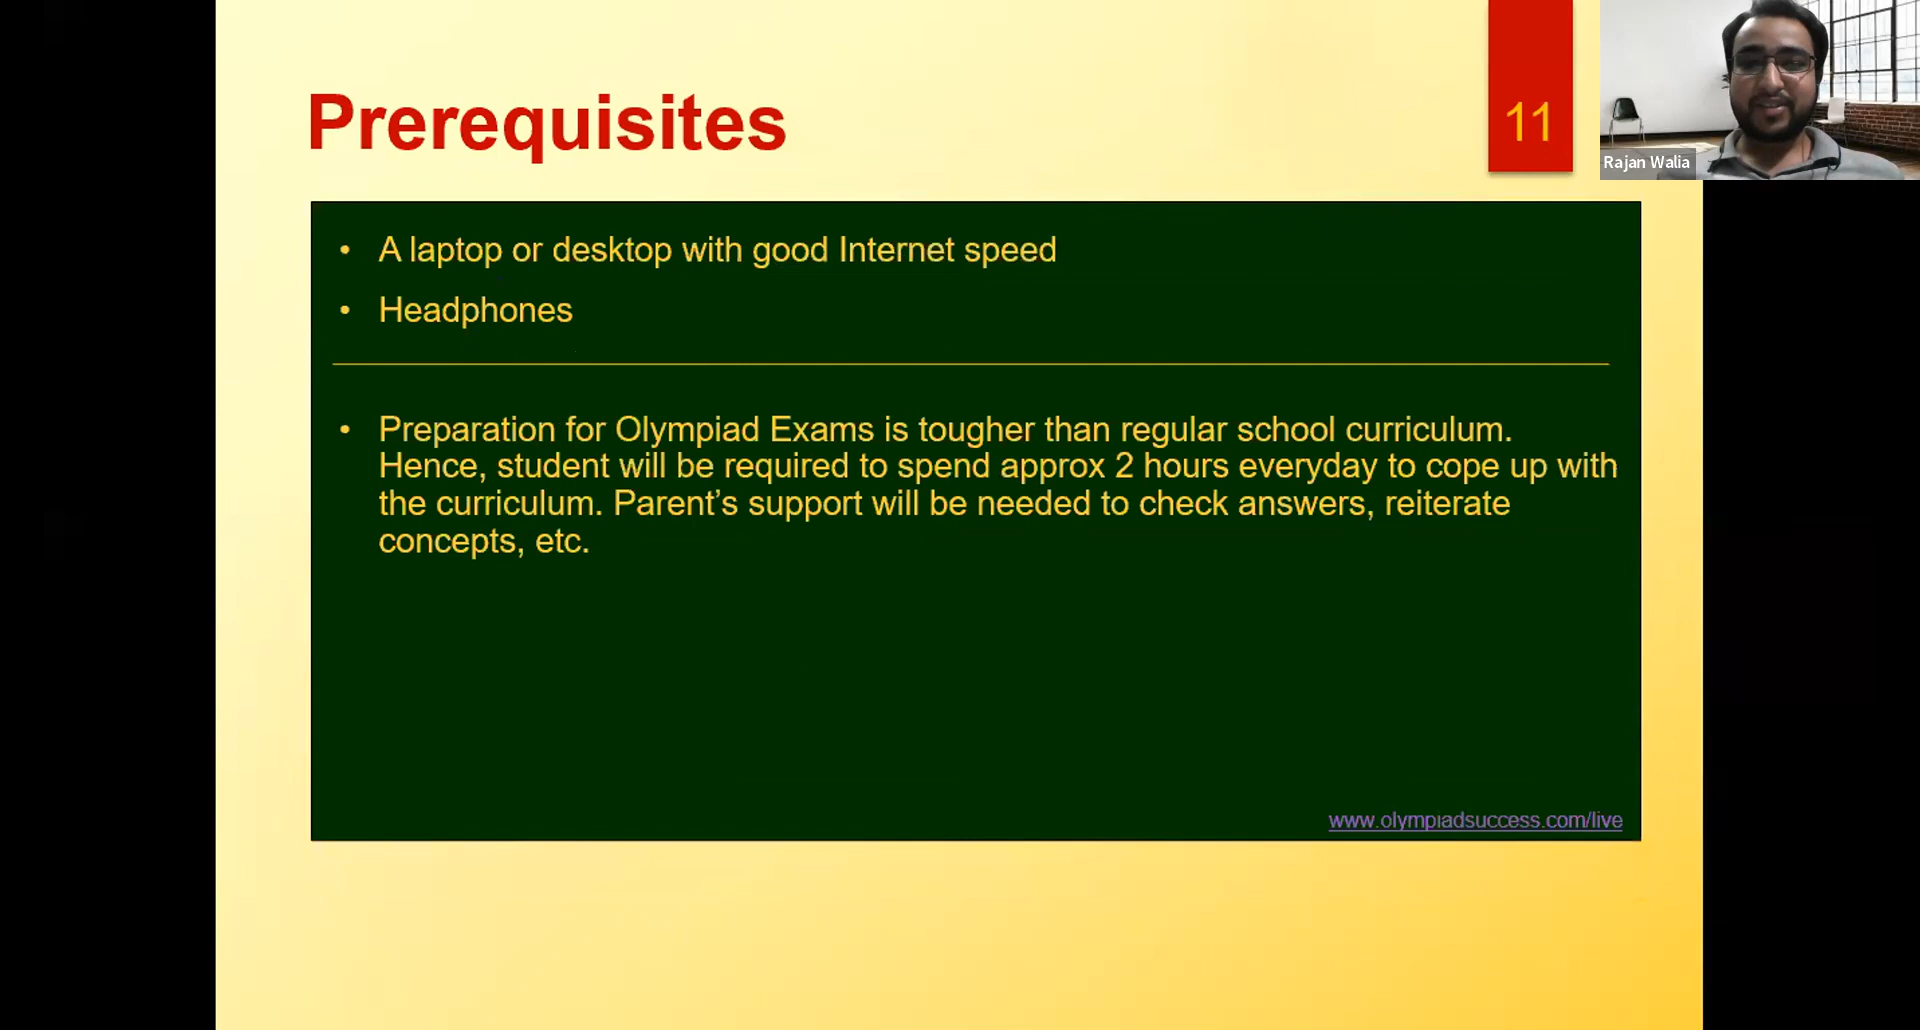 Prerequisites
11
Rajan Walia
• A laptop or desktop with good Internet speed
• Headphones
• Preparation for Olympiad Exams is tougher than regular school curriculum.
Hence, student will be required to spend approx 2 hours everyday to cope up with
the curriculum. Parent’s support will be needed to check answers, reiterate
concepts, etc.
www.olympiadsuccess.com/live